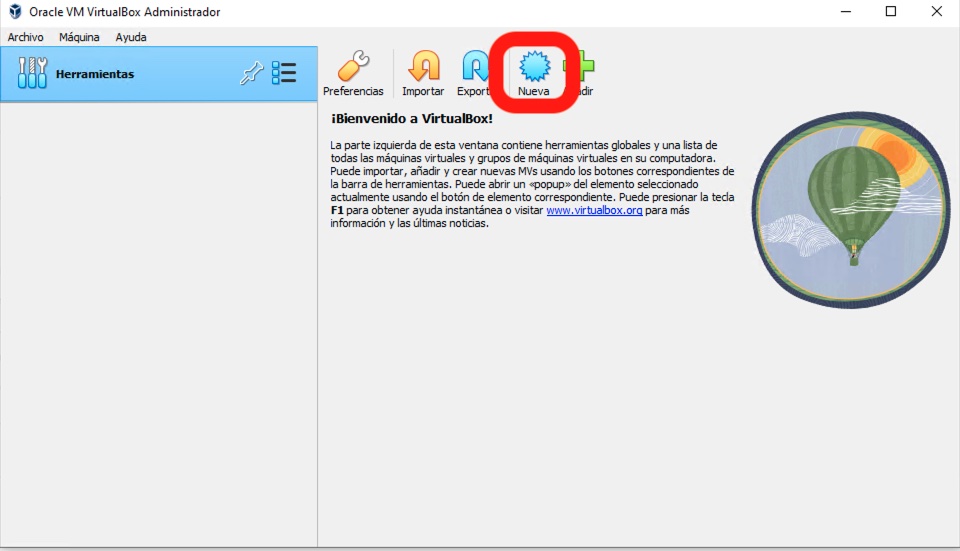 Oracle VM VirtualBox Administrador
Archivo Máquina Ayuda
Herramientas
Preferencias Importar Nueva
¡Bienvenido a VirtualBox!
La parte izquierda de esta ventana contiene herramientas globales y una lista de
todas las máquinas virtuales y grupos de máquinas virtuales en su computadora.
Puede importar, añadir y crear nuevas MVs usando los botones correspondientes de
la barra de herramientas. Puede abrir un «popup» del elemento seleccionado
actualmente usando el botón de elemento correspondiente. Puede presionar la tecla
F1 para obtener ayuda instantánea o visitar www.virtualbox.org para más
información y las últimas noticias.